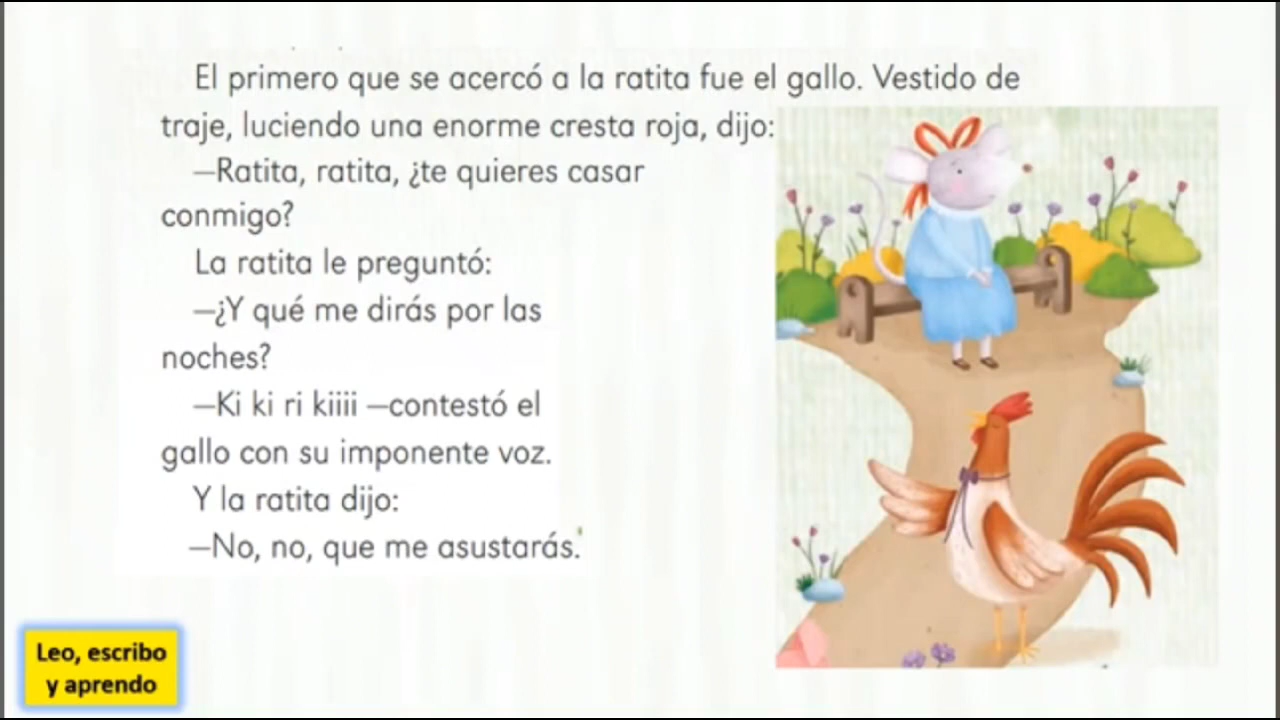 El primero que se acercó a la ratita fue el gallo. Vestido de
traje, luciendo una enorme cresta roja, dijo:
—Ratita, ratita, ¿te quieres casar
conmigo?
La ratita le preguntó:
—¿Y qué me dirás por las
noches?
—Ki ki ri kiiii —contestó el
gallo con su imponente voz.
Y la ratita dijo:
—No, no, que me asustarás.
Leo, escribo
y aprendo